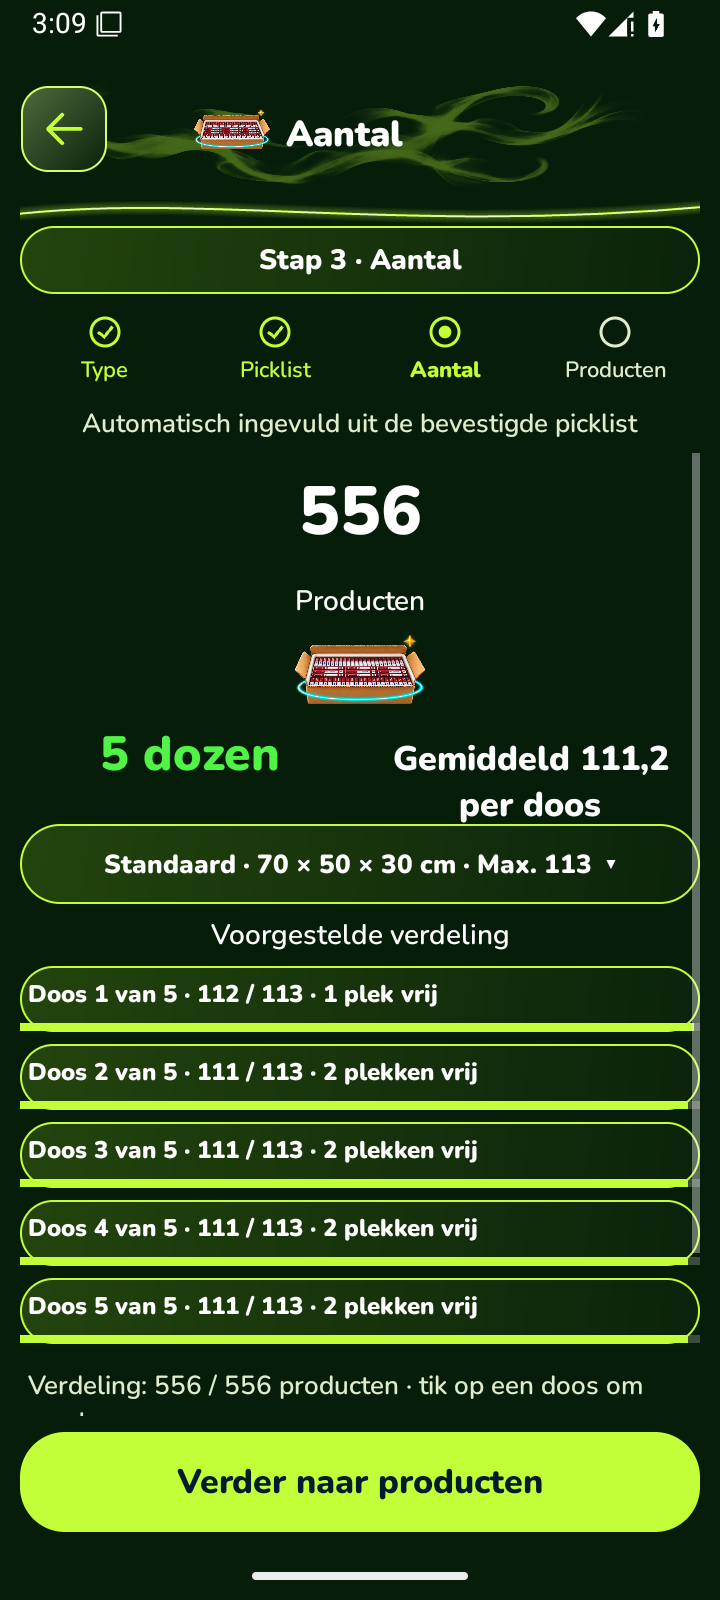 3:09
Aantal
Stap 3 · Aantal
Type
Picklist
Aantal
Producten
Automatisch ingevuld uit de bevestigde picklist
556
Producten
5 dozen
Gemiddeld 111,2
per doos
Standaard · 70 × 50 × 30 cm · Max. 113 ▼
Voorgestelde verdeling
Doos 1 van 5 · 112 / 113 · 1 plek vrij
Doos 2 van 5 · 111 / 113 · 2 plekken vrij
Doos 3 van 5 · 111 / 113 · 2 plekken vrij
Doos 4 van 5 · 111 / 113 · 2 plekken vrij
Doos 5 van 5 · 111 / 113 · 2 plekken vrij
Verdeling: 556 / 556 producten · tik op een doos om
Verder naar producten